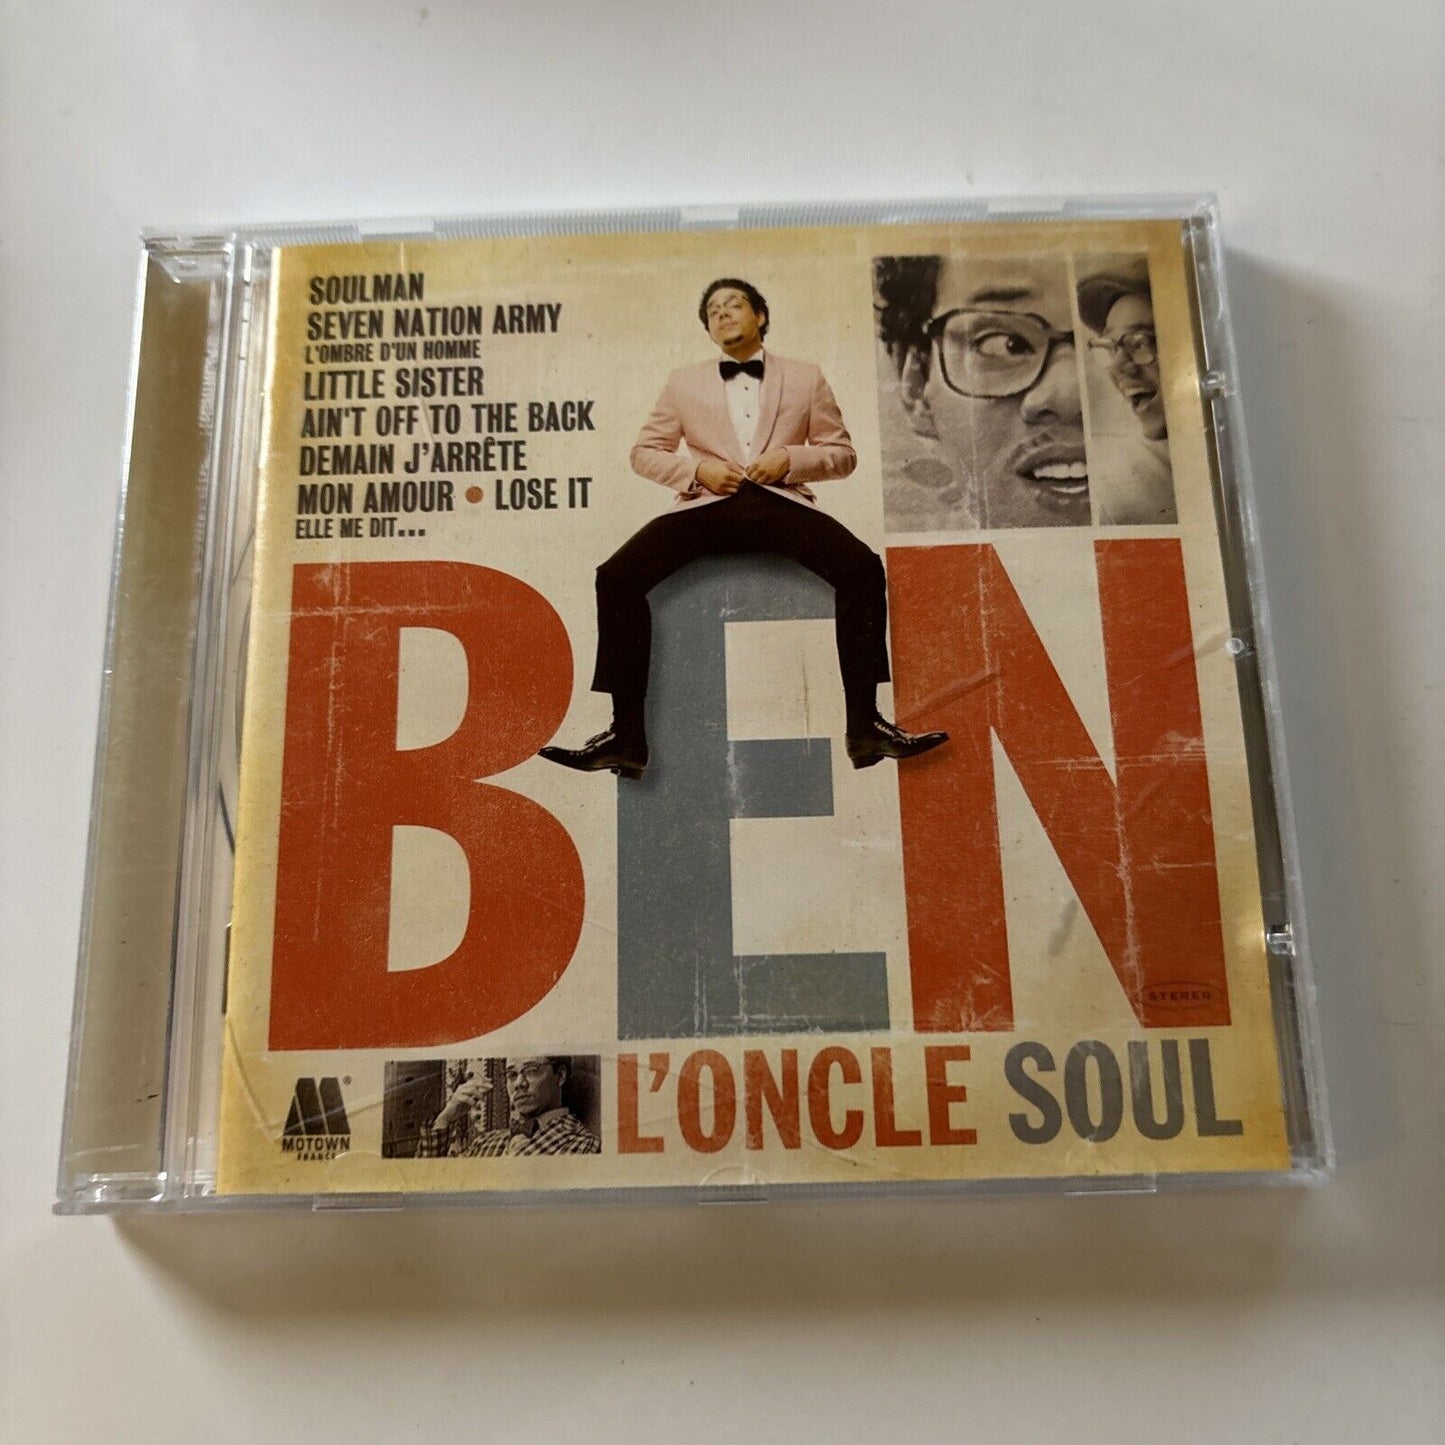 SOULMAN
SEVEN NATION ARMY
L'OMBRE D'UN HOMME
LITTLE SISTER
AIN'T OFF TO THE BACK
DEMAIN J'ARRÊTE
MON AMOUR • LOSE IT
ELLE ME DIT...
BEN
STEREO
L'ONCLE SOUL
M®
MOTOWN
FRANCE